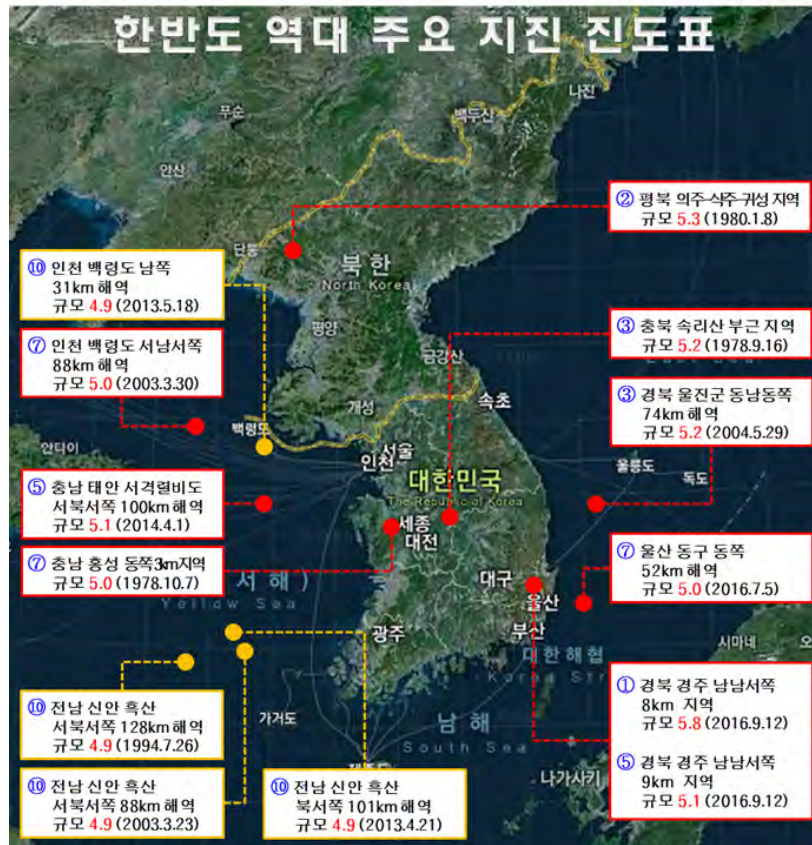 한반도 역대 주요 지진 진도표
나진
백두산
푸순
안산
② 평북 의주-삭주-귀성 지역
규모 5.3 (1980.1.8)
단둥
북한
North Korea
⑩ 인천 백령도 남쪽
31km 해역
규모 4.9 (2013.5.18)
평양
③ 충북 속리산 부근 지역
규모 5.2 (1978.9.16)
⑦ 인천 백령도 서남서쪽
88km 해역
규모 5.0 (2003.3.30)
금강산
개성
속초
③ 경북 울진군 동남동쪽
74km 해역
규모 5.2 (2004.5.29)
백령도
안타이
서울
인천
울릉도
독도
대한민국
The Republic of Korea
⑤ 충남 태안 서격렬비도
서북서쪽 100km 해역
규모 5.1 (2014.4.1)
세종
대전
⑦ 충남 홍성 동쪽 3km 지역
규모 5.0 (1978.10.7)
⑦ 울산 동구 동쪽
52km 해역
규모 5.0 (2016.7.5)
대구
서해)
Yellow Sea
울산
광주
부산
대한해협
Korea Str
시마네
오
① 경북 경주 남남서쪽
8km 지역
규모 5.8 (2016.9.12)
⑤ 경북 경주 남남서쪽
9km 지역
규모 5.1 (2016.9.12)
⑩ 전남 신안 흑산
서북서쪽 128km 해역
규모 4.9 (1994.7.26)
가거도
남해
South Sea
나가사키
⑩ 전남 신안 흑산
서북서쪽 88km 해역
규모 4.9 (2003.3.23)
⑩ 전남 신안 흑산
북서쪽 101km 해역
규모 4.9 (2013.4.21)